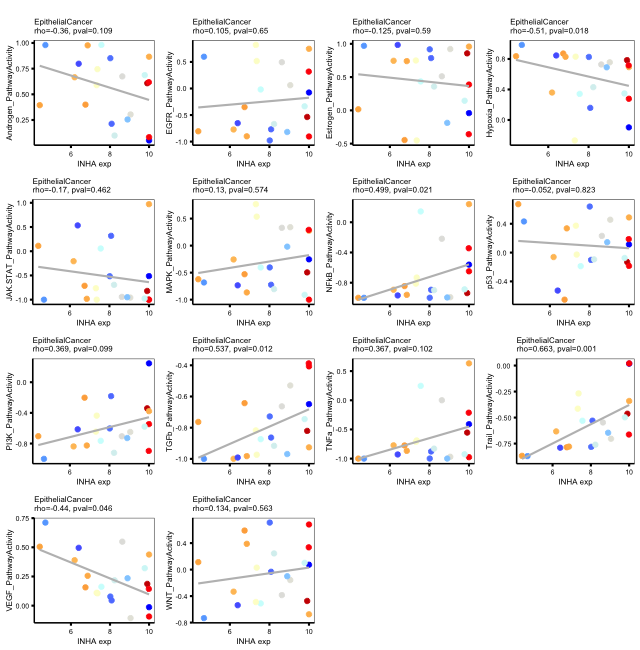 EpithelialCancer
rho=-0.36, pval=0.109
EpithelialCancer
rho=0.105, pval=0.65
EpithelialCancer
rho=-0.125, pval=0.59
EpithelialCancer
rho=-0.51, pval=0.018
Androgen_PathwayActivity
1.00
0.75
0.50
0.25
6
8
10
INHA exp
EGFR_PathwayActivity
0.5
0.0
-0.5
-1.0
6
8
10
INHA exp
Estrogen_PathwayActivity
1.0
0.5
0.0
-0.5
6
8
10
INHA exp
Hypoxia_PathwayActivity
0.8
0.4
0.0
6
8
10
INHA exp
EpithelialCancer
rho=-0.17, pval=0.462
EpithelialCancer
rho=0.13, pval=0.574
EpithelialCancer
rho=0.499, pval=0.021
EpithelialCancer
rho=-0.052, pval=0.823
JAK.STAT_PathwayActivity
1.0
0.5
0.0
-0.5
-1.0
6
8
10
INHA exp
MAPK_PathwayActivity
0.5
0.0
-0.5
-1.0
6
8
10
INHA exp
NFkB_PathwayActivity
0.0
-0.4
-0.8
6
8
10
INHA exp
p53_PathwayActivity
0.4
0.0
-0.4
6
8
10
INHA exp
EpithelialCancer
rho=0.369, pval=0.099
EpithelialCancer
rho=0.537, pval=0.012
EpithelialCancer
rho=0.367, pval=0.102
EpithelialCancer
rho=0.663, pval=0.001
PI3K_PathwayActivity
0.0
-0.5
-1.0
6
8
10
INHA exp
TGFb_PathwayActivity
-0.4
-0.6
-0.8
-1.0
6
8
10
INHA exp
TNFa_PathwayActivity
0.5
0.0
-0.5
-1.0
6
8
10
INHA exp
Trail_PathwayActivity
0.00
-0.25
-0.50
-0.75
6
8
10
INHA exp
EpithelialCancer
rho=-0.44, pval=0.046
EpithelialCancer
rho=0.134, pval=0.563
VEGF_PathwayActivity
0.75
0.50
0.25
0.00
6
8
10
INHA exp
WNT_PathwayActivity
0.8
0.4
0.0
-0.4
-0.8
6
8
10
INHA exp